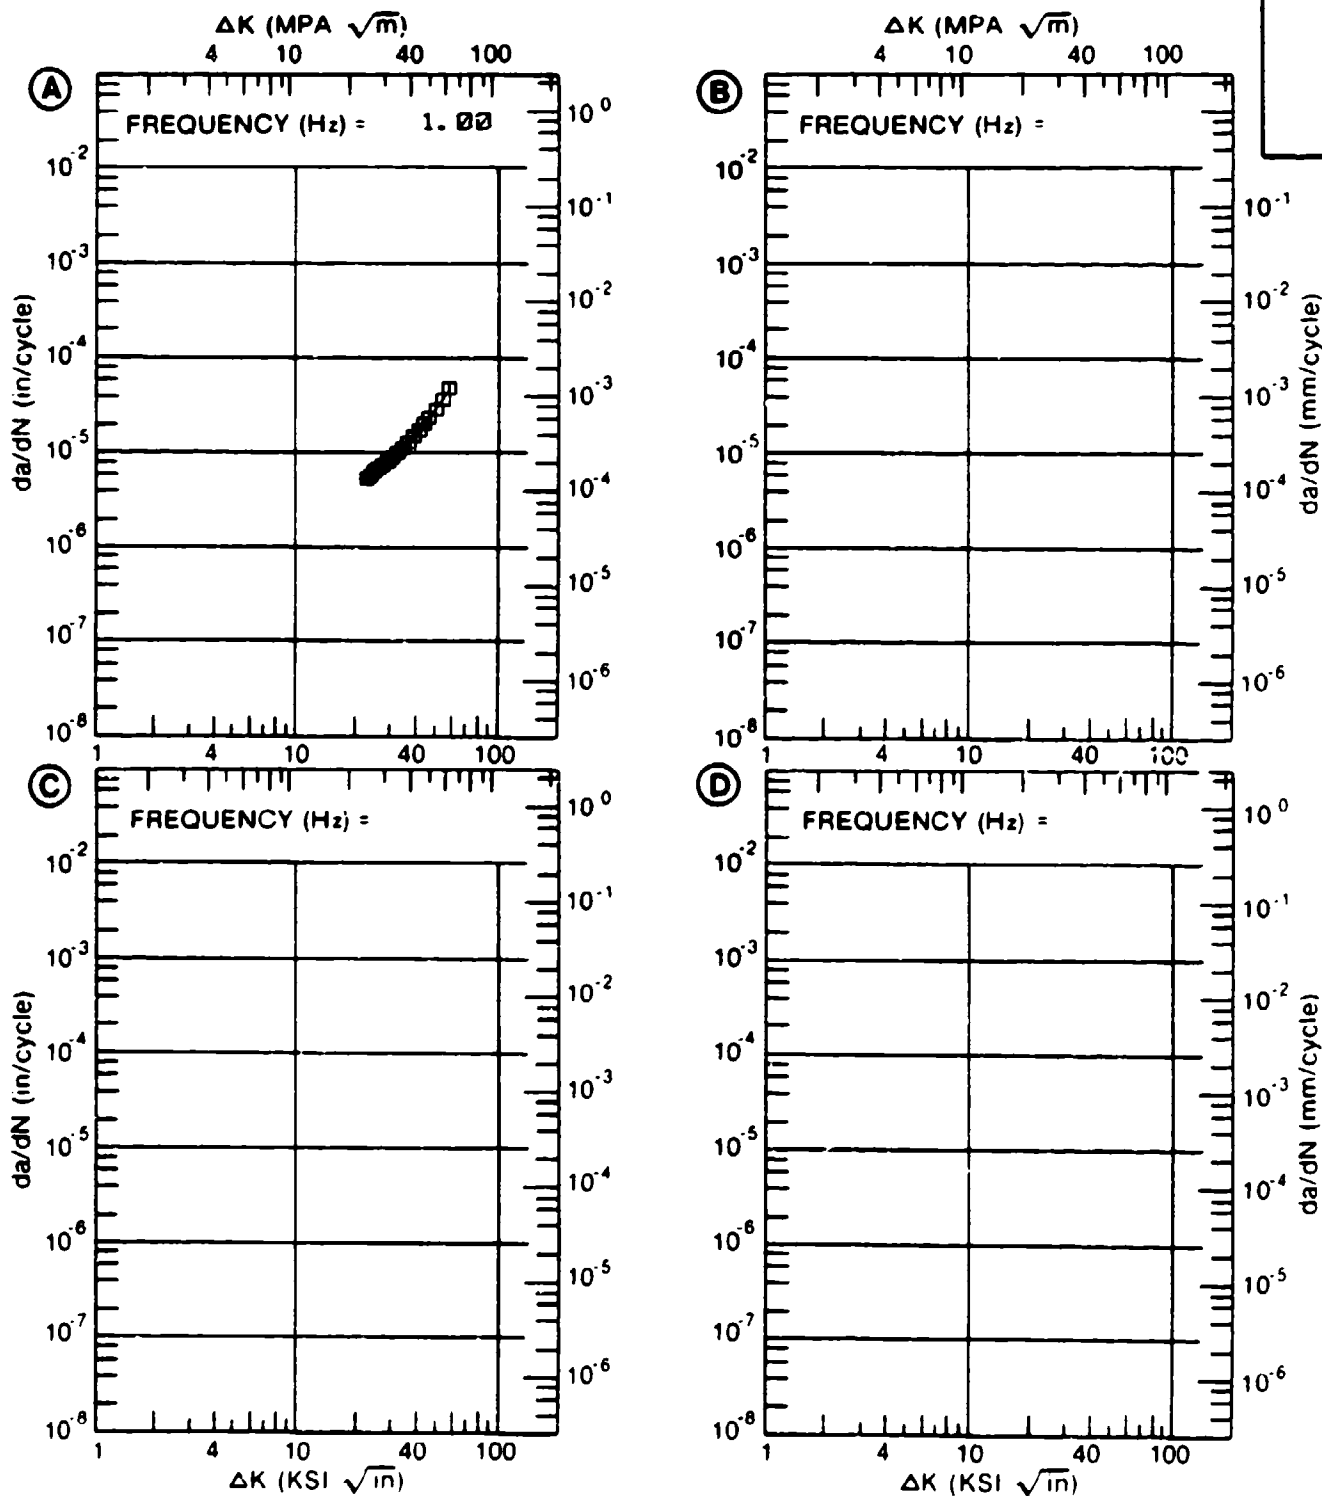 ΔK (MPA √m)
ΔK (MPA √m)
4 10 40 100
4 10 40 100
A
B
FREQUENCY (Hz) = 1.00
FREQUENCY (Hz) =
10⁰
10⁻²
10⁻¹
10⁻³
10⁻²
10⁻⁴
10⁻³
10⁻⁵
10⁻⁴
10⁻⁶
10⁻⁵
10⁻⁷
10⁻⁶
10⁻⁸
da/dN (in/cycle)
10⁻²
10⁻¹
10⁻³
10⁻²
10⁻⁴
10⁻³
10⁻⁵
10⁻⁴
10⁻⁶
10⁻⁵
10⁻⁷
10⁻⁶
10⁻⁸
da/dN (mm/cycle)
1 4 10 40 100
1 4 10 40 100
C
D
FREQUENCY (Hz) =
FREQUENCY (Hz) =
10⁰
10⁻²
10⁻¹
10⁻³
10⁻²
10⁻⁴
10⁻³
10⁻⁵
10⁻⁴
10⁻⁶
10⁻⁵
10⁻⁷
10⁻⁶
10⁻⁸
da/dN (in/cycle)
10⁰
10⁻²
10⁻¹
10⁻³
10⁻²
10⁻⁴
10⁻³
10⁻⁵
10⁻⁴
10⁻⁶
10⁻⁵
10⁻⁷
10⁻⁶
10⁻⁸
da/dN (mm/cycle)
1 4 10 40 100
1 4 10 40 100
ΔK (KSI √in)
ΔK (KSI √in)